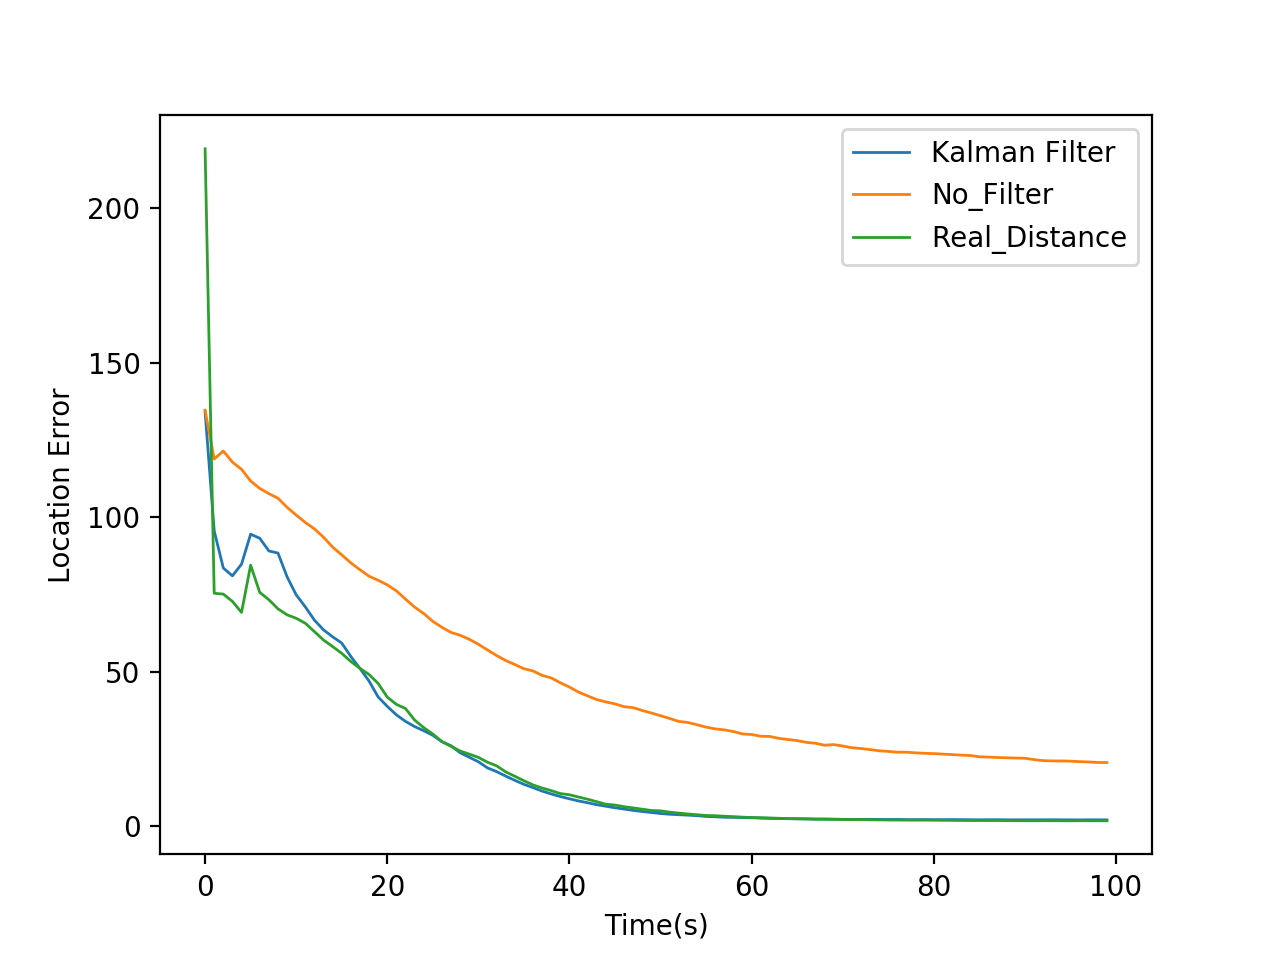 Kalman Filter
No_Filter
Real_Distance
200
150
100
50
0
Location Error
0 20 40 60 80 100
Time(s)